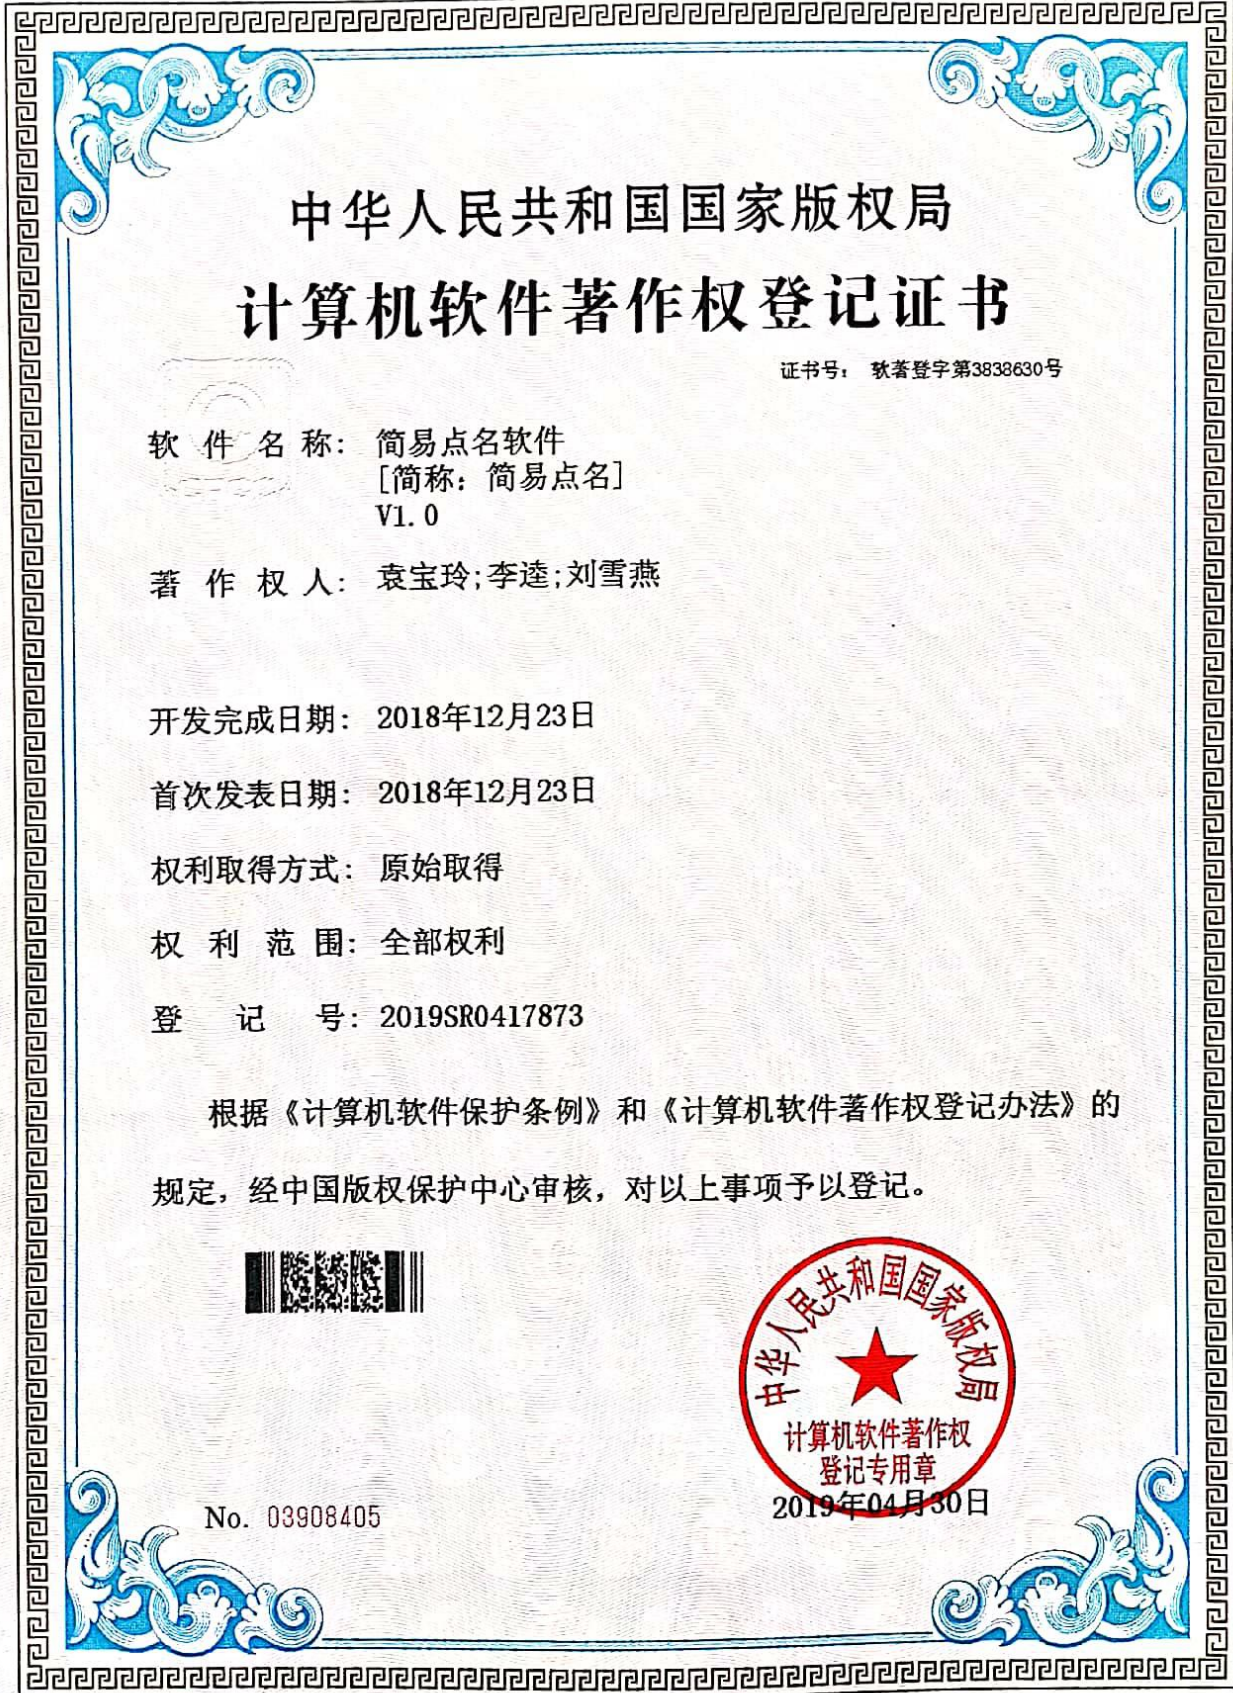 中华人民共和国国家版权局
计算机软件著作权登记证书
证书号： 软著登字第3838630号
软件名称： 简易点名软件
[简称：简易点名]
V1.0
著作权人： 袁宝玲;李逵;刘雪燕
开发完成日期： 2018年12月23日
首次发表日期： 2018年12月23日
权利取得方式： 原始取得
权利范围： 全部权利
登记号： 2019SR0417873
根据《计算机软件保护条例》和《计算机软件著作权登记办法》的
规定，经中国版权保护中心审核，对以上事项予以登记。
中华人民共和国国家版权局
计算机软件著作权
登记专用章
No. 03908405
2019年04月30日